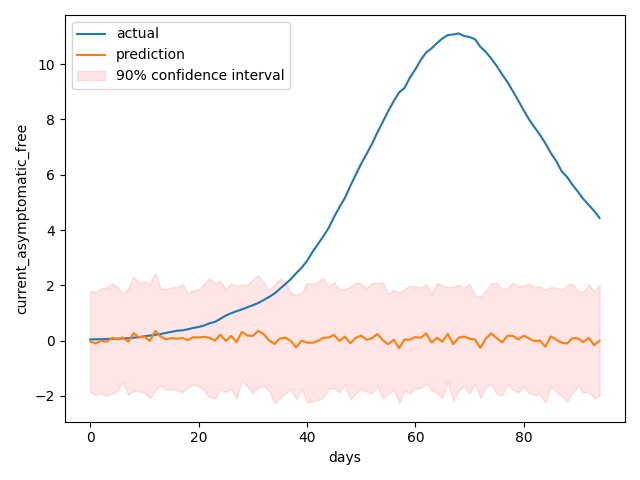 actual
prediction
90% confidence interval
current_asymptomatic_free
10
8
6
4
2
0
−2
0
20
40
60
80
days